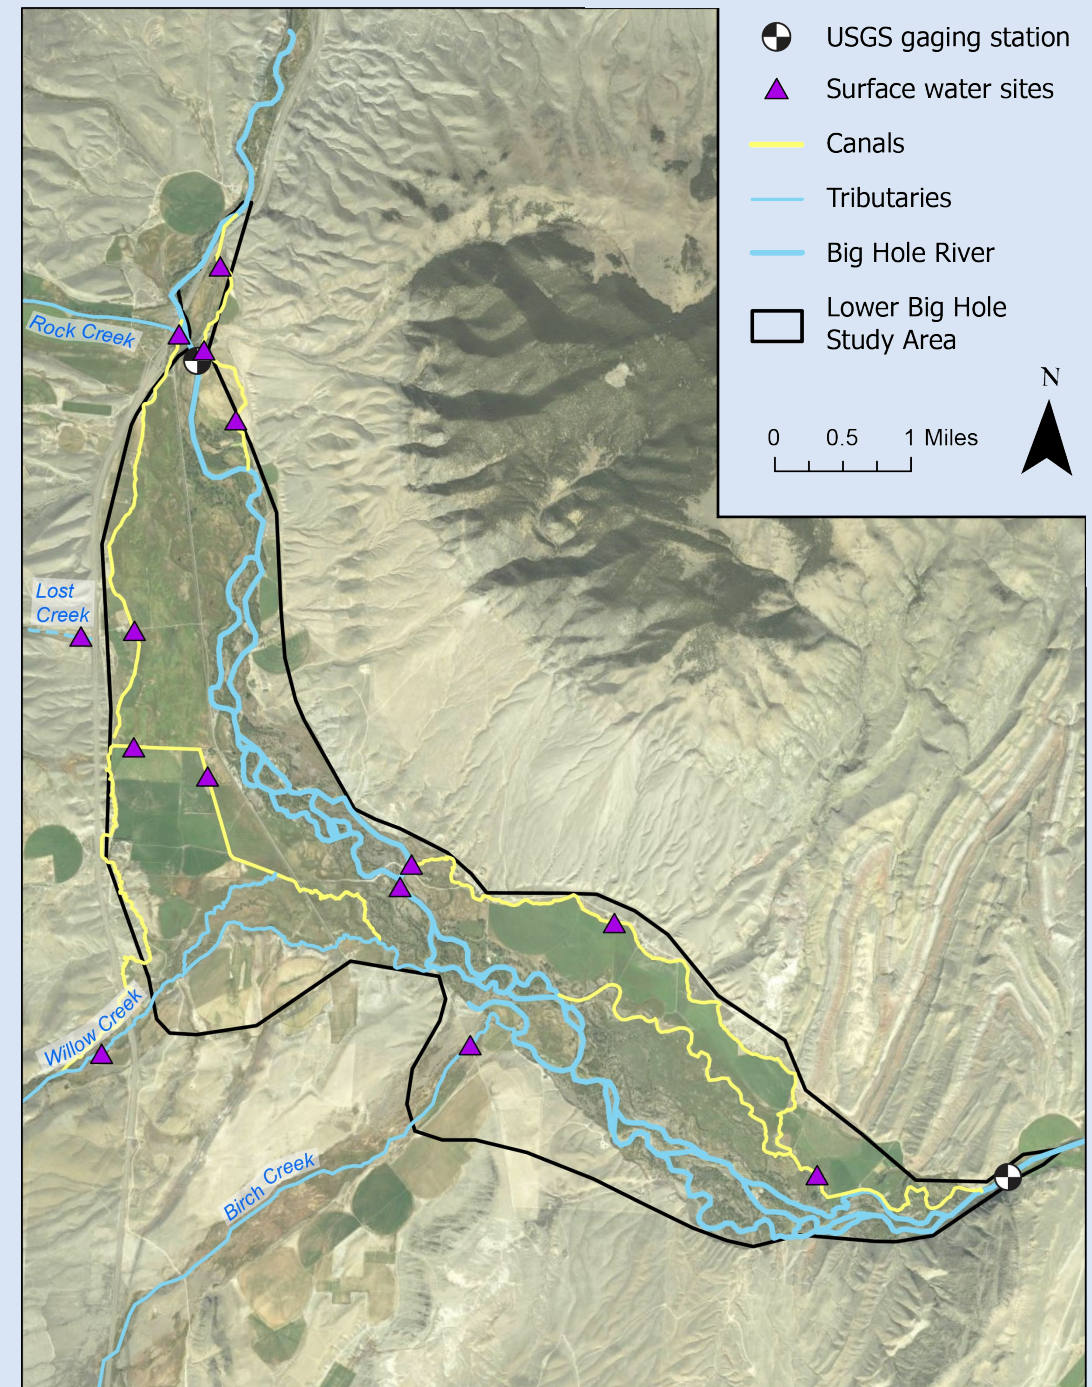 USGS gaging station
Surface water sites
Canals
Tributaries
Big Hole River
Lower Big Hole
Study Area
N
0 0.5 1 Miles
Rock Creek
Lost
Creek
Willow Creek
Birch Creek